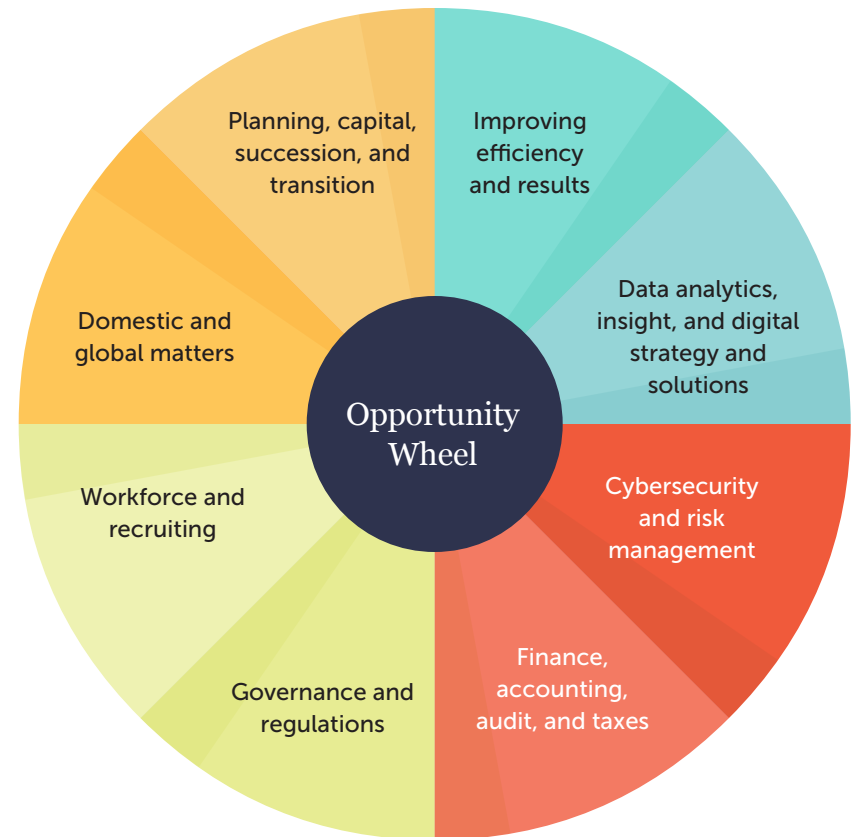 Planning, capital,
succession, and
transition
Improving
efficiency
and results
Data analytics,
insight, and digital
strategy and
solutions
Domestic and
global matters
Opportunity
Wheel
Cybersecurity
and risk
management
Workforce and
recruiting
Finance,
accounting,
audit, and taxes
Governance and
regulations